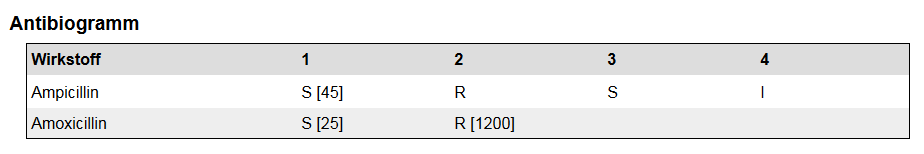 Antibiogramm
Wirkstoff 1 2 3 4
Ampicillin S [45] R S I
Amoxicillin S [25] R [1200]